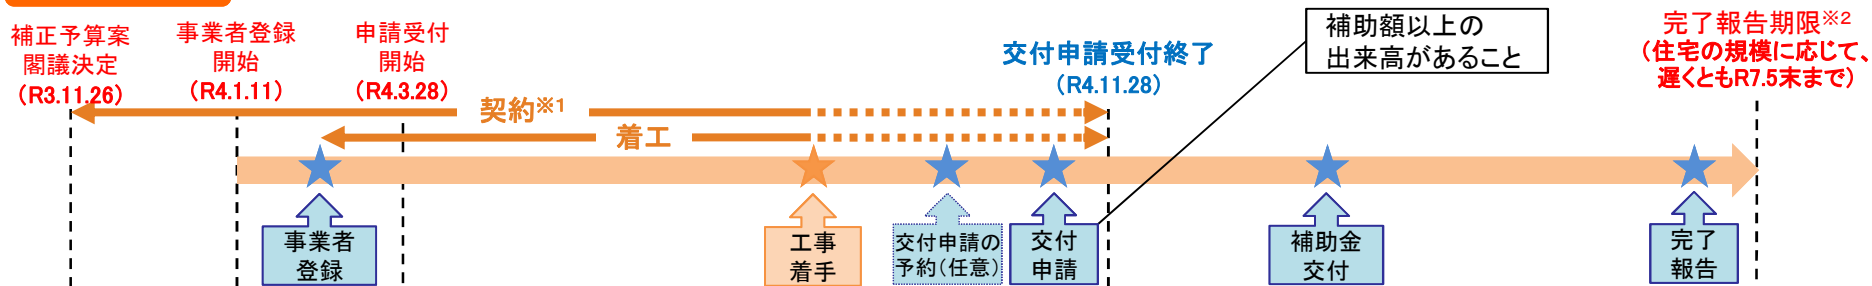 補正予算案
閣議決定
（R3.11.26）
事業者登録
開始
（R4.1.11）
申請受付
開始
（R4.3.28）
交付申請受付終了
（R4.11.28）
補助額以上の
出来高があること
完了報告期限※2
（住宅の規模に応じて、
遅くともR7.5末まで）
契約※1
着工
事業者
登録
工事
着手
交付申請の
予約（任意）
交付
申請
補助金
交付
完了
報告